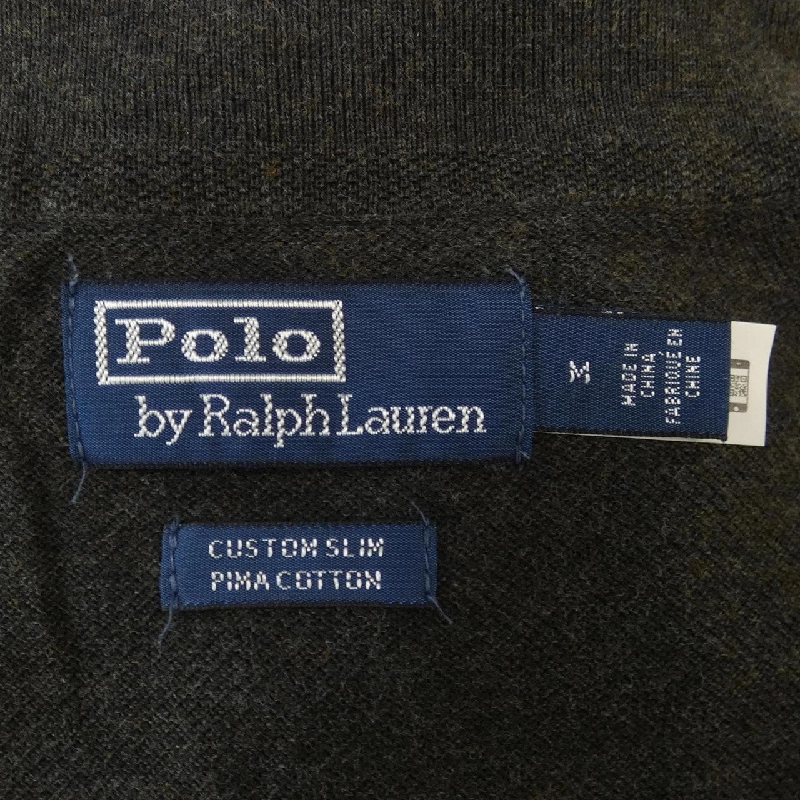 Polo
by Ralph Lauren
M
MADE IN
CHINA
FABRIQUÉ EN
CHINE
CUSTOM SLIM
PIMA COTTON